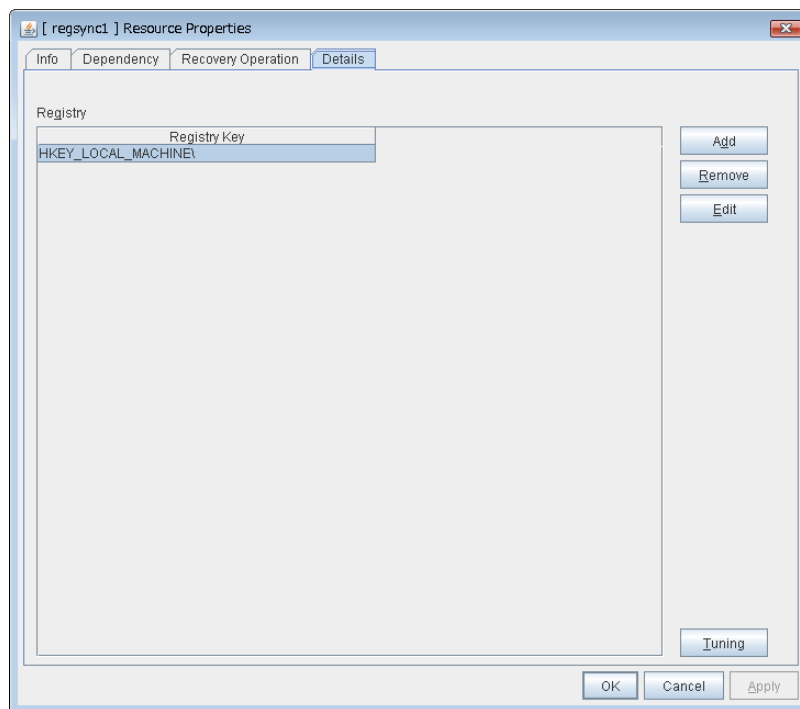 [ regsync1 ] Resource Properties
Info Dependency Recovery Operation Details
Registry
Registry Key
HKEY_LOCAL_MACHINE\
Add
Remove
Edit
Tuning
OK Cancel Apply